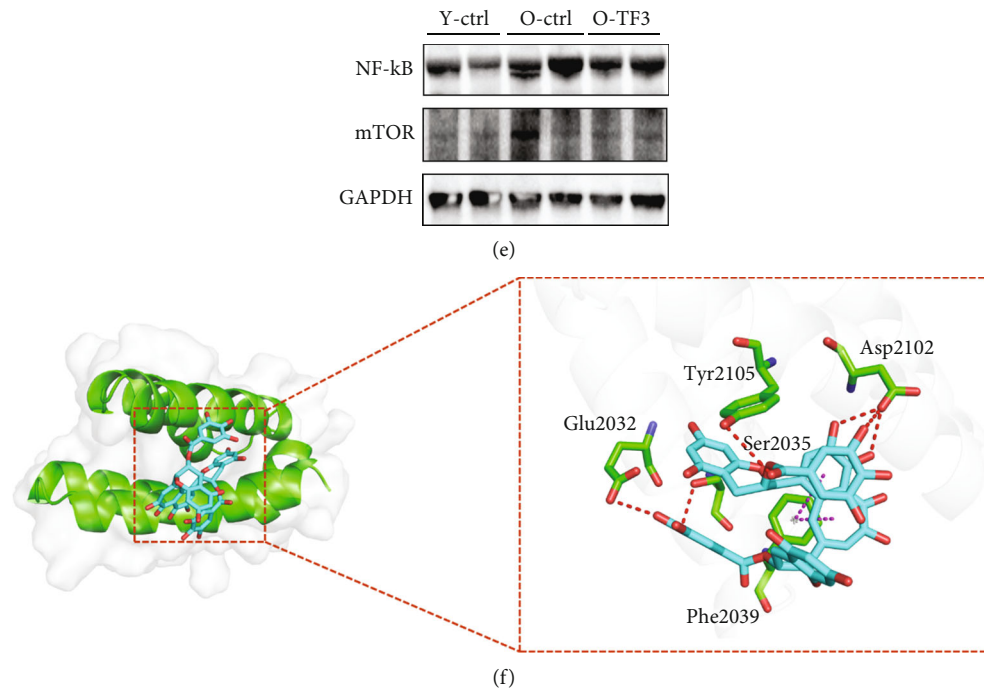 Y-ctrl O-ctrl O-TF3
NF-kB
mTOR
GAPDH
(e)
Asp2102
Tyr2105
Glu2032
Ser2035
Phe2039
(f)